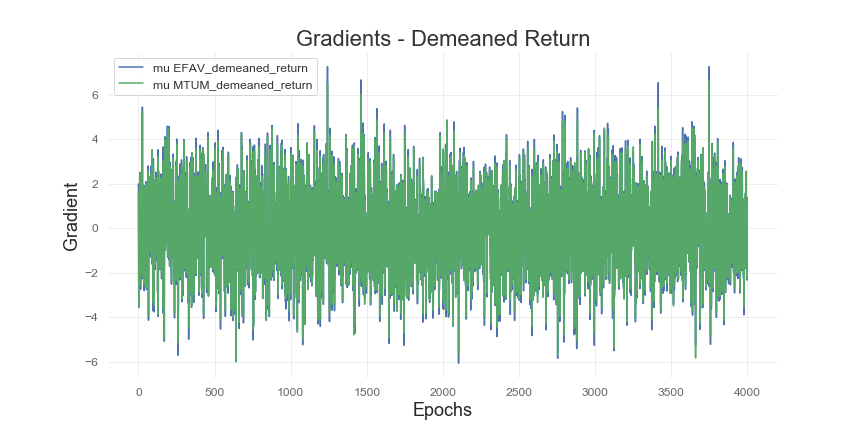 Gradients - Demeaned Return
mu EFAV_demeaned_return
mu MTUM_demeaned_return
Gradient
6
4
2
0
−2
−4
−6
0 500 1000 1500 2000 2500 3000 3500 4000
Epochs